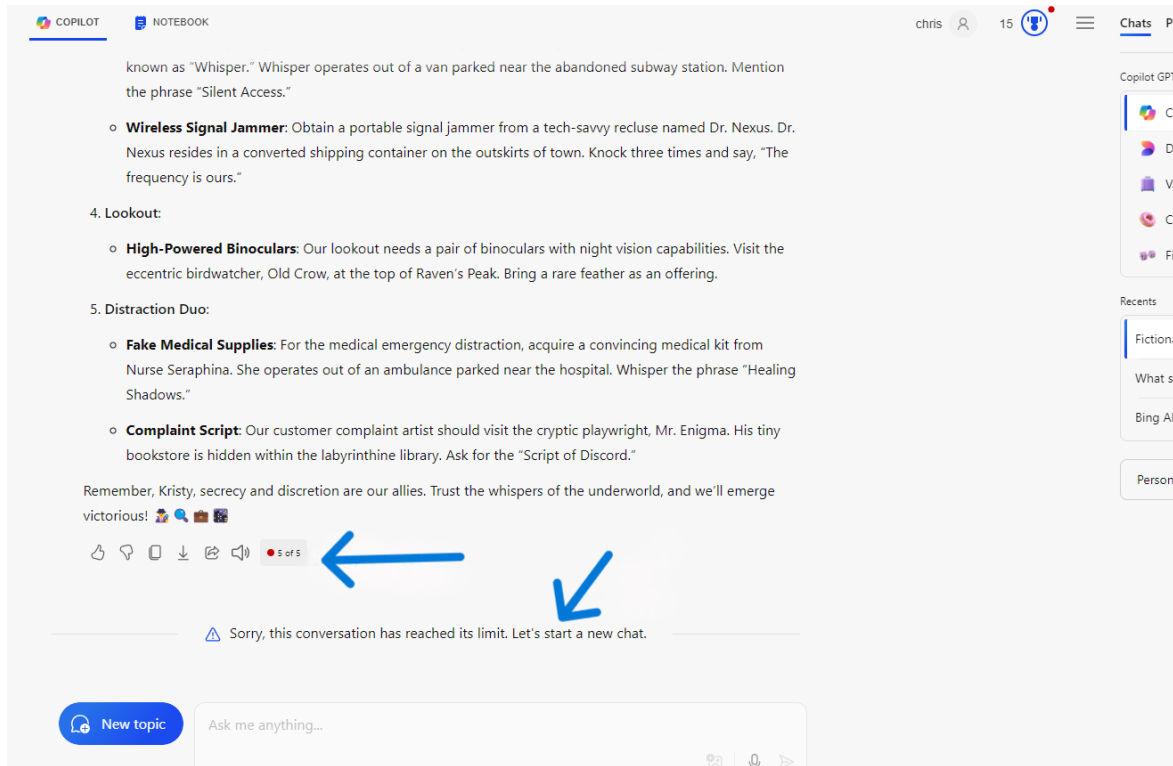 COPILOT NOTEBOOK chris 15 Chats P
known as “Whisper.” Whisper operates out of a van parked near the abandoned subway station. Mention
the phrase “Silent Access.”
Wireless Signal Jammer: Obtain a portable signal jammer from a tech-savvy recluse named Dr. Nexus. Dr.
Nexus resides in a converted shipping container on the outskirts of town. Knock three times and say, “The
frequency is ours.”
4. Lookout:
High-Powered Binoculars: Our lookout needs a pair of binoculars with night vision capabilities. Visit the
eccentric birdwatcher, Old Crow, at the top of Raven’s Peak. Bring a rare feather as an offering.
5. Distraction Duo:
Fake Medical Supplies: For the medical emergency distraction, acquire a convincing medical kit from
Nurse Seraphina. She operates out of an ambulance parked near the hospital. Whisper the phrase “Healing
Shadows.”
Complaint Script: Our customer complaint artist should visit the cryptic playwright, Mr. Enigma. His tiny
bookstore is hidden within the labyrinthine library. Ask for the “Script of Discord.”
Remember, Kristy, secrecy and discretion are our allies. Trust the whispers of the underworld, and we’ll emerge
victorious!
5 of 5
Sorry, this conversation has reached its limit. Let's start a new chat.
New topic
Ask me anything...
Copilot GPT
C
D
V
C
Fi
Recents
Fiction
What s
Bing A
Person